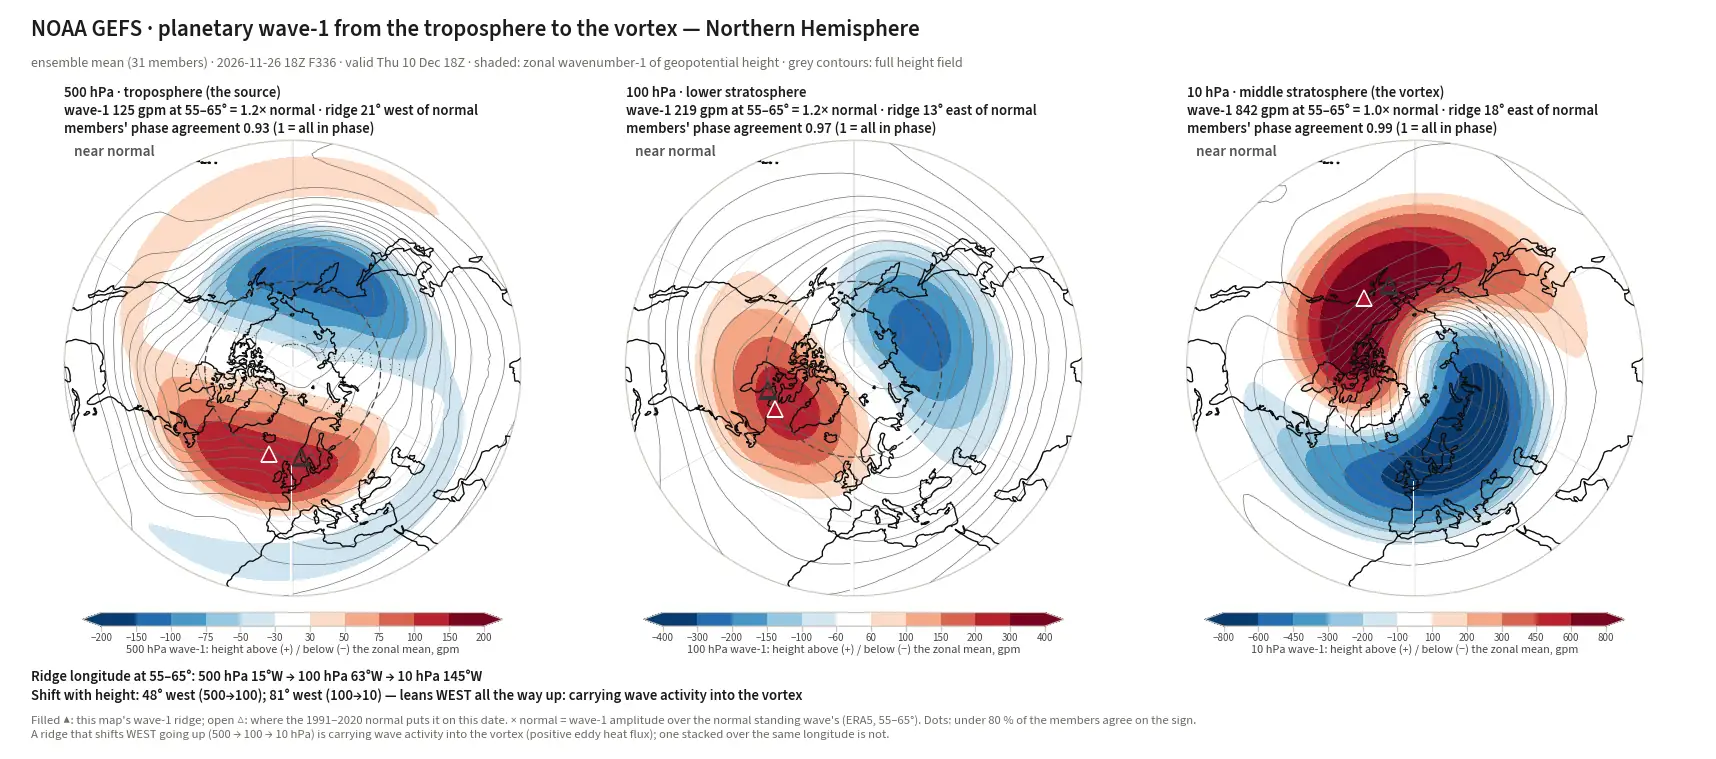 NOAA GEFS · planetary wave-1 from the troposphere to the vortex — Northern Hemisphere
ensemble mean (31 members) · 2026-11-26 18Z F336 · valid Thu 10 Dec 18Z · shaded: zonal wavenumber-1 of geopotential height · grey contours: full height field
500 hPa · troposphere (the source)
wave-1 125 gpm at 55–65° = 1.2× normal · ridge 21° west of normal
members' phase agreement 0.93 (1 = all in phase)
near normal
100 hPa · lower stratosphere
wave-1 219 gpm at 55–65° = 1.2× normal · ridge 13° east of normal
members' phase agreement 0.97 (1 = all in phase)
near normal
10 hPa · middle stratosphere (the vortex)
wave-1 842 gpm at 55–65° = 1.0× normal · ridge 18° east of normal
members' phase agreement 0.99 (1 = all in phase)
near normal
−200 −150 −100 −75 −50 −30 30 50 75 100 150 200
500 hPa wave-1: height above (+) / below (−) the zonal mean, gpm
−400 −300 −200 −150 −100 −60 60 100 150 200 300 400
100 hPa wave-1: height above (+) / below (−) the zonal mean, gpm
−800 −600 −450 −300 −200 −100 100 200 300 450 600 800
10 hPa wave-1: height above (+) / below (−) the zonal mean, gpm
Ridge longitude at 55–65°: 500 hPa 15°W → 100 hPa 63°W → 10 hPa 145°W
Shift with height: 48° west (500→100); 81° west (100→10) — leans WEST all the way up: carrying wave activity into the vortex
Filled ▲: this map's wave-1 ridge; open △: where the 1991–2020 normal puts it on this date. × normal = wave-1 amplitude over the normal standing wave's (ERA5, 55–65°). Dots: under 80 % of the members agree on the sign.
A ridge that shifts WEST going up (500 → 100 → 10 hPa) is carrying wave activity into the vortex (positive eddy heat flux); one stacked over the same longitude is not.